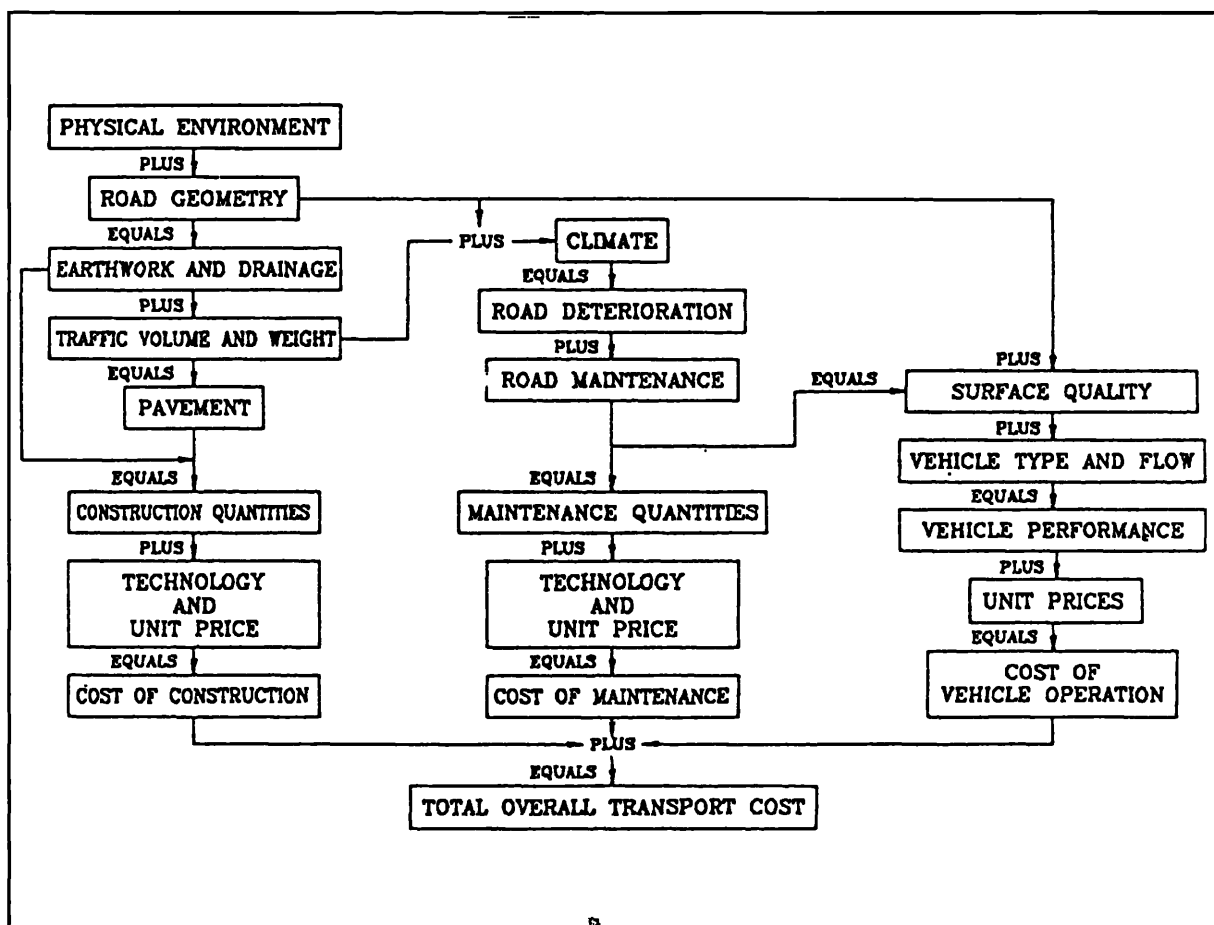 PHYSICAL ENVIRONMENT
PLUS
ROAD GEOMETRY
EQUALS
EARTHWORK AND DRAINAGE
PLUS
TRAFFIC VOLUME AND WEIGHT
EQUALS
PAVEMENT
EQUALS
CONSTRUCTION QUANTITIES
PLUS
TECHNOLOGY
AND
UNIT PRICE
EQUALS
COST OF CONSTRUCTION
PLUS
CLIMATE
EQUALS
ROAD DETERIORATION
PLUS
ROAD MAINTENANCE
EQUALS
MAINTENANCE QUANTITIES
PLUS
TECHNOLOGY
AND
UNIT PRICE
EQUALS
COST OF MAINTENANCE
EQUALS
PLUS
SURFACE QUALITY
PLUS
VEHICLE TYPE AND FLOW
EQUALS
VEHICLE PERFORMANCE
PLUS
UNIT PRICES
EQUALS
COST OF
VEHICLE OPERATION
PLUS
EQUALS
TOTAL OVERALL TRANSPORT COST